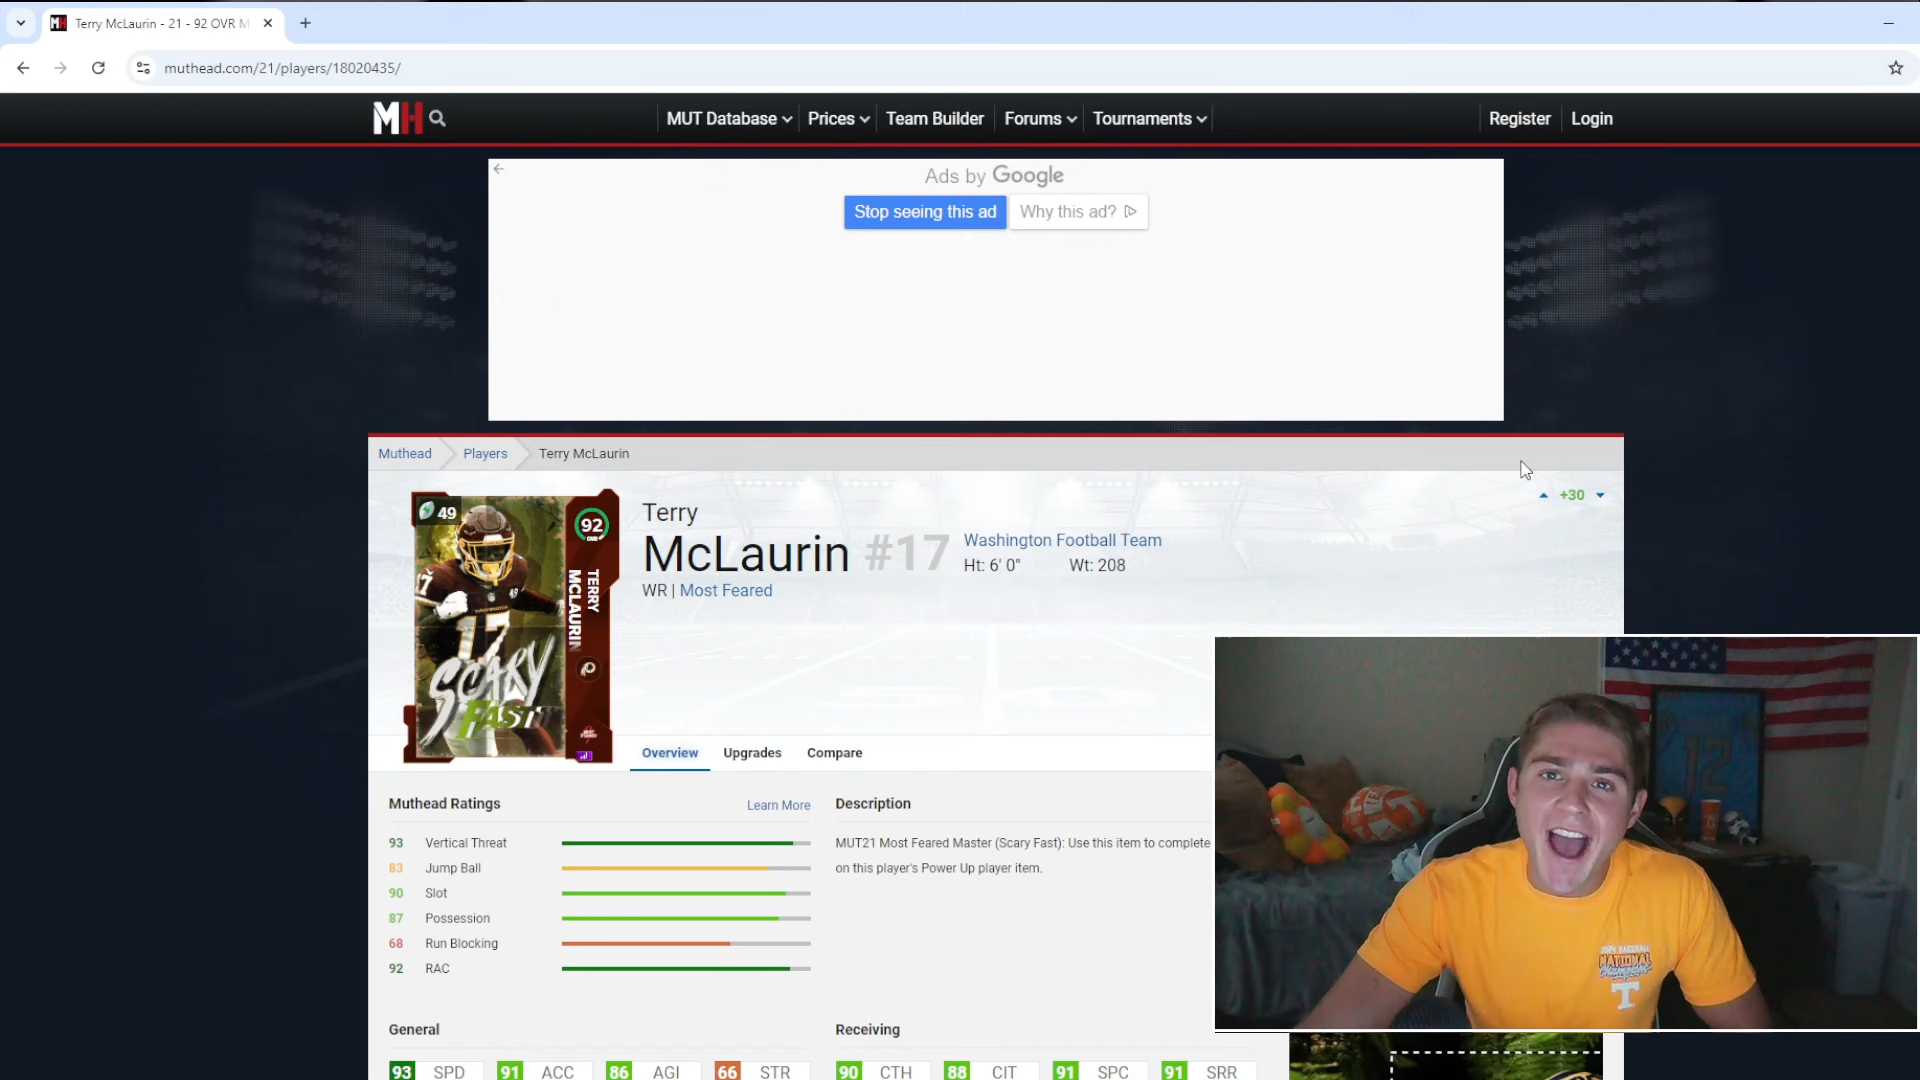 Terry McLaurin - 21 - 92 OVR M
muthead.com/21/players/18020435/
MH
MUT Database
Prices
Team Builder
Forums
Tournaments
Register
Login
Ads by Google
Stop seeing this ad
Why this ad?
Muthead
Players
Terry McLaurin
+30
49
92
OVR
TERRY
MCLAURIN
17
SCARY
FAST
Terry
McLaurin #17
WR | Most Feared
Washington Football Team
Ht: 6' 0" Wt: 208
Overview
Upgrades
Compare
Muthead Ratings
Learn More
93 Vertical Threat
83 Jump Ball
90 Slot
87 Possession
68 Run Blocking
92 RAC
Description
MUT21 Most Feared Master (Scary Fast): Use this item to complete
on this player's Power Up player item.
General
93 SPD 91 ACC 86 AGI 66 STR
Receiving
90 CTH 88 CIT 91 SPC 91 SRR
12
NATIONAL
T